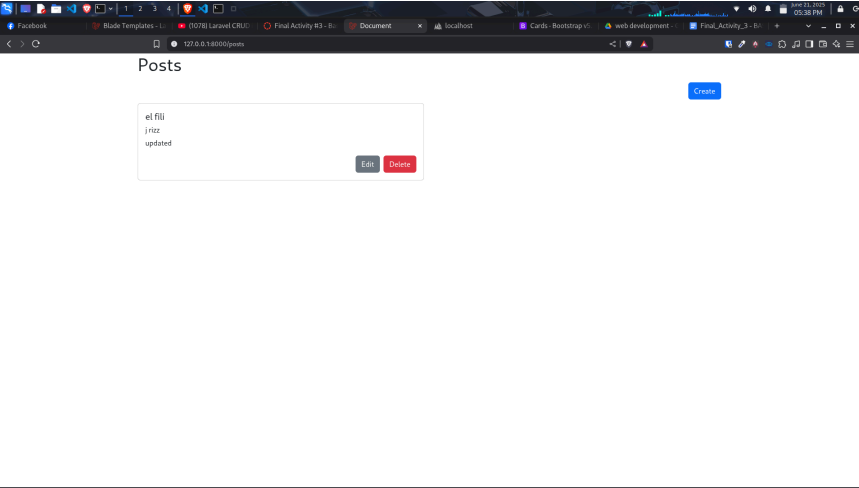 1 2 3 4
June 21, 2025
05:38 PM
Facebook
Blade Templates - La
(1078) Laravel CRUD
Final Activity #3 - Ba
Document
localhost
Cards · Bootstrap v5.
web development -
Final_Activity_3 - BA
127.0.0.1:8000/posts
Posts
Create
el fili
j rizz
updated
Edit Delete